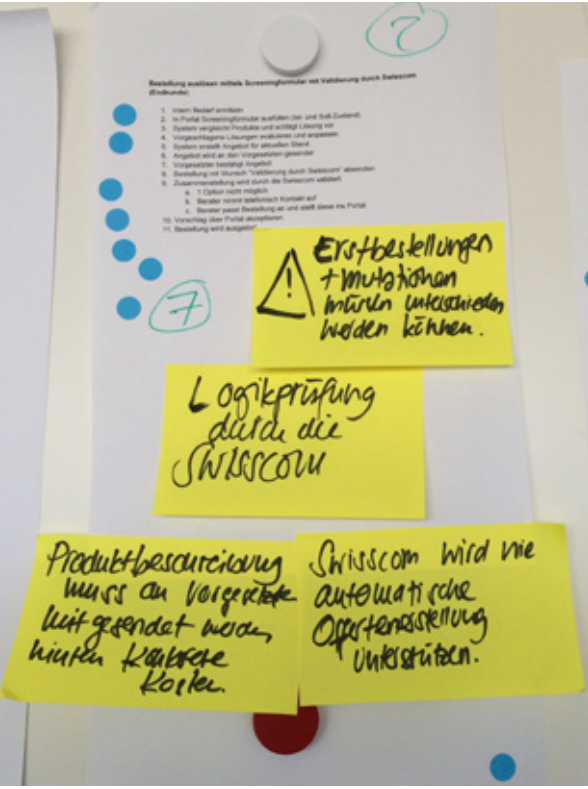 Bestellung auslösen mittels Screeningformular mit Validierung durch Swisscom
(Endkunde)
1. Intern Bedarf ermitteln
2. In Portal Screeningformular ausfüllen (Ist- und Soll-Zustand)
3. System vergleicht Produkte und schlägt Lösung vor
4. Vorgeschlagene Lösungen evaluieren und anpassen
5. System erstellt Angebot für aktuellen Stand
6. Angebot wird an den Vorgesetzten gesendet
7. Vorgesetzter bestätigt Angebot
8. Bestellung mit Wunsch "Validierung durch Swisscom" absenden
9. Zusammenstellung wird durch die Swisscom validiert
a. 1 Option nicht möglich
b. Berater nimmt telefonisch Kontakt auf
c. Berater passt Bestellung an und stellt diese ins Portal
10. Vorschlag über Portal akzeptieren
11. Bestellung wird ausgeführt
7
! Erstbestellungen
+ Mutationen
müssen unterschieden
werden können.
Logikprüfung
durch die
SWISSCOM
Produktbeschreibung
muss an Vorgesetzte
mitgesendet werden,
Konkrete
Kosten.
Swisscom wird nie
automatische
Offertenerstellung
unterstützen.